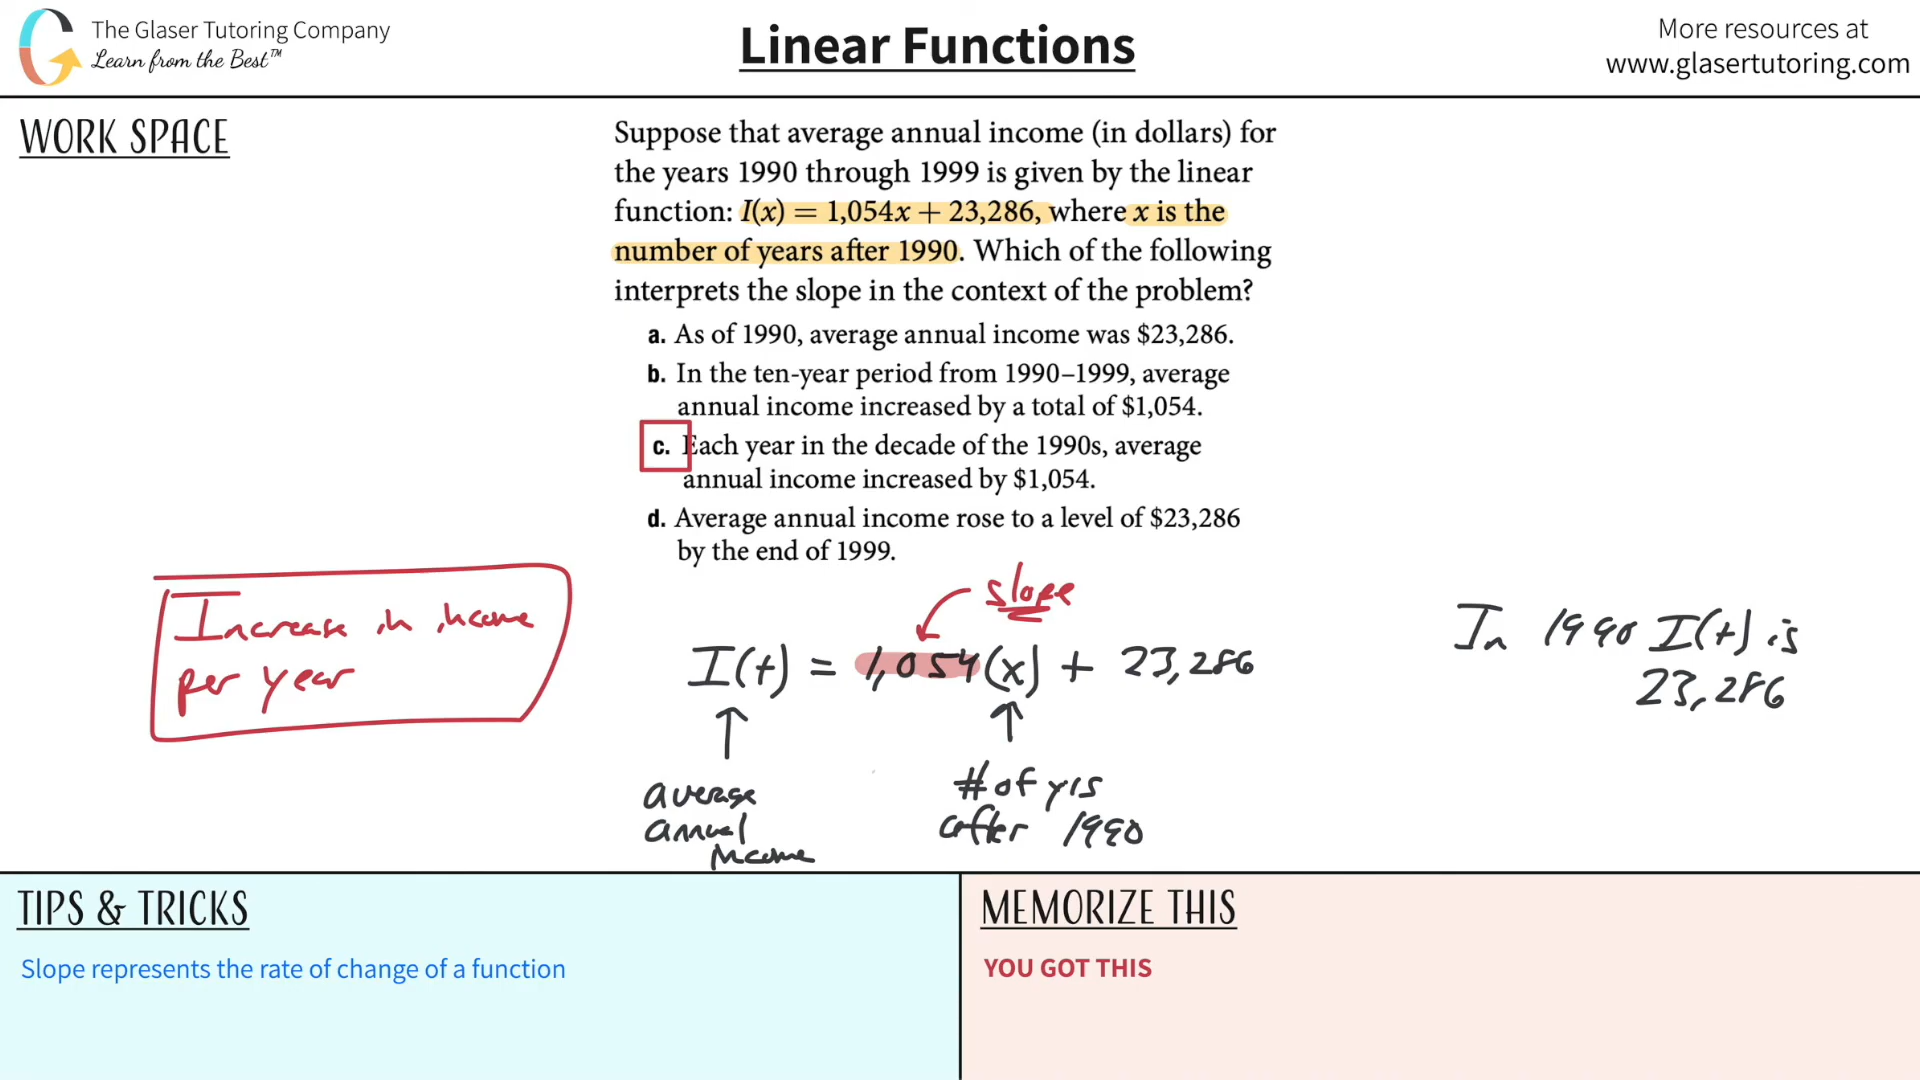 The Glaser Tutoring Company
Learn from the Best™
Linear Functions
More resources at
www.glasertutoring.com
WORK SPACE
Suppose that average annual income (in dollars) for
the years 1990 through 1999 is given by the linear
function: I(x) = 1,054x + 23,286, where x is the
number of years after 1990. Which of the following
interprets the slope in the context of the problem?
a. As of 1990, average annual income was $23,286.
b. In the ten-year period from 1990–1999, average
annual income increased by a total of $1,054.
c. Each year in the decade of the 1990s, average
annual income increased by $1,054.
d. Average annual income rose to a level of $23,286
by the end of 1999.
Increase in income
per year
slope
I(t) = 1,054(x) + 23,286
average
annual
income
# of yrs
after 1990
In 1990 I(t) is
23,286
TIPS & TRICKS
Slope represents the rate of change of a function
MEMORIZE THIS
YOU GOT THIS